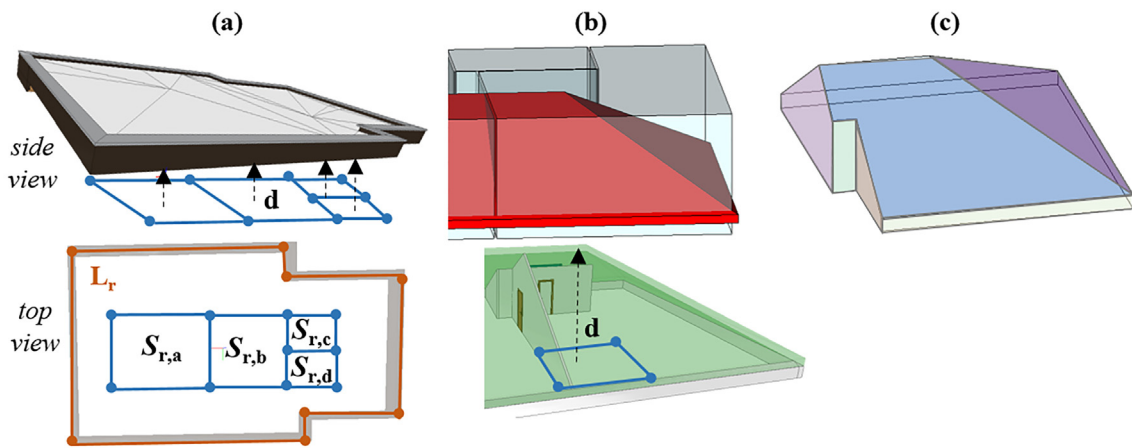 (a)
(b)
(c)
side
view
d
top
view
Lr
Sr,a
Sr,b
Sr,c
Sr,d
d